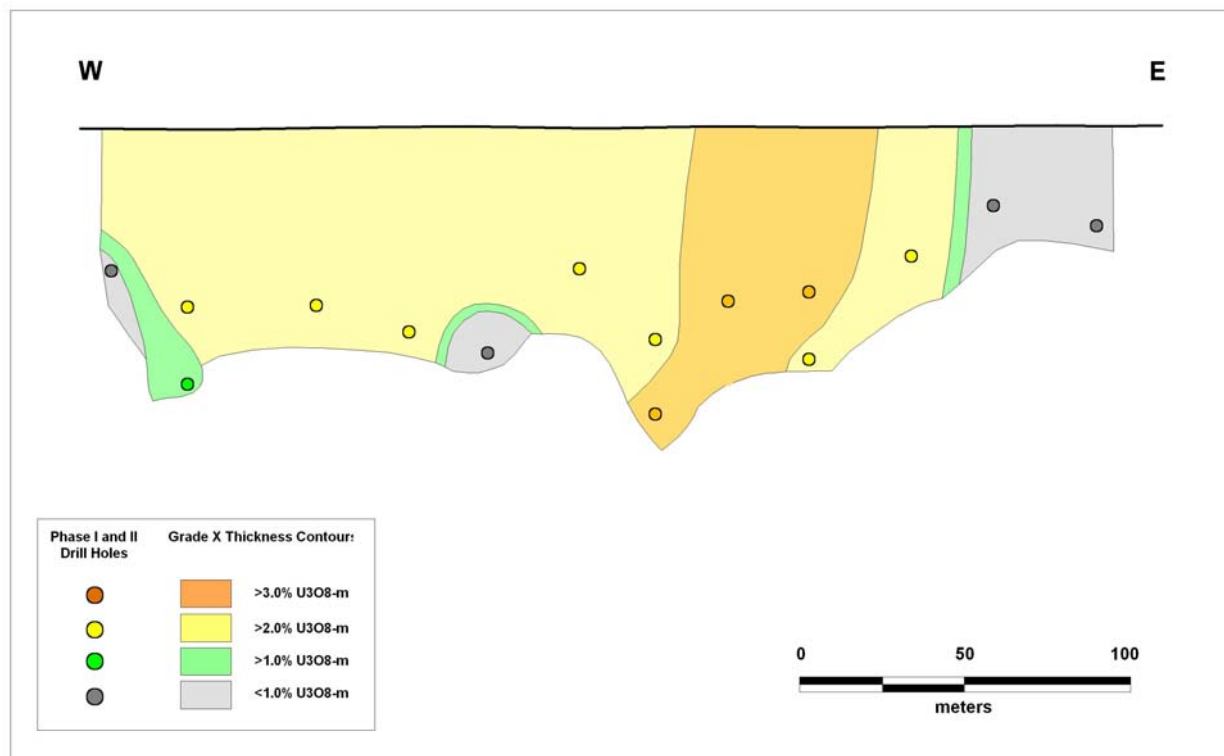 W
E
Phase I and II
Drill Holes
Grade X Thickness Contours
>3.0% U3O8-m
>2.0% U3O8-m
>1.0% U3O8-m
<1.0% U3O8-m
0 50 100
meters